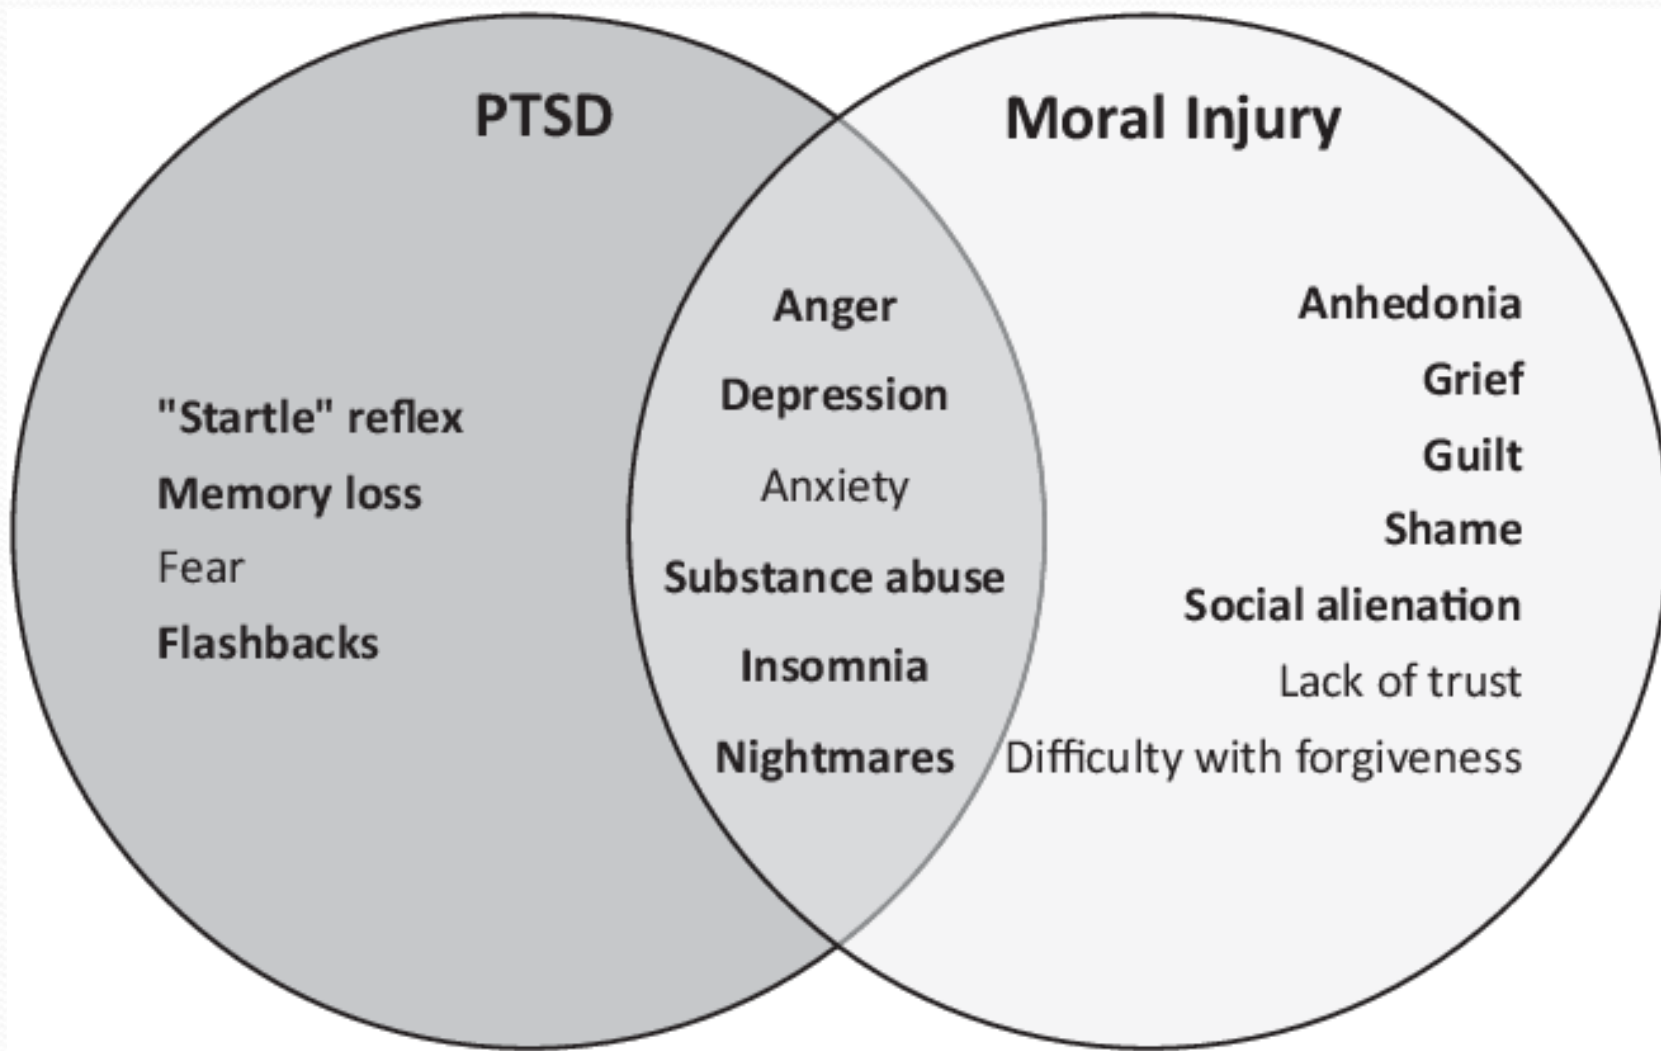 PTSD
"Startle" reflex
Memory loss
Fear
Flashbacks
Anger
Depression
Anxiety
Substance abuse
Insomnia
Nightmares
Moral Injury
Anhedonia
Grief
Guilt
Shame
Social alienation
Lack of trust
Difficulty with forgiveness